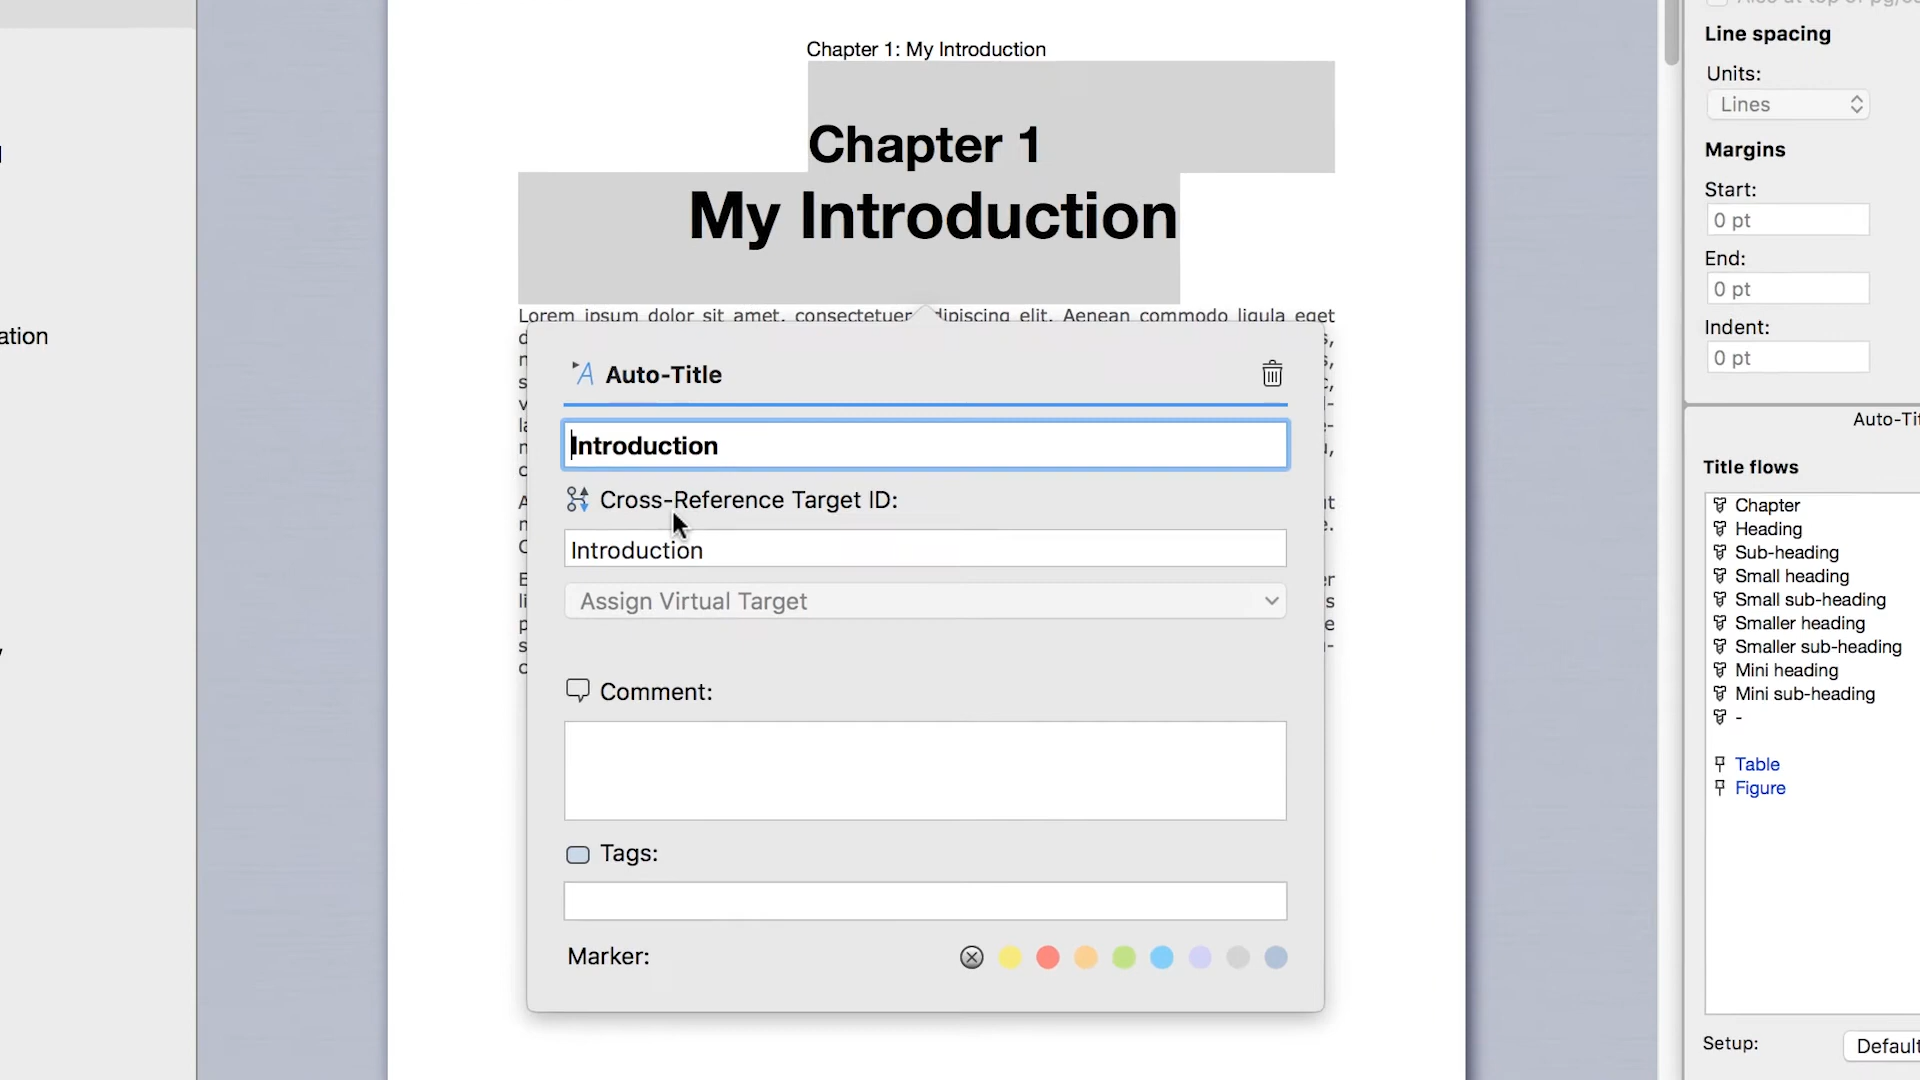 ation
Chapter 1: My Introduction
Chapter 1
My Introduction
Lorem ipsum dolor sit amet, consectetuer adipiscing elit. Aenean commodo ligula eget
Auto-Title
Introduction
Cross-Reference Target ID:
Introduction
Assign Virtual Target
Comment:
Tags:
Marker:
Line spacing
Units:
Lines
Margins
Start:
0 pt
End:
0 pt
Indent:
0 pt
Auto-Tit
Title flows
Chapter
Heading
Sub-heading
Small heading
Small sub-heading
Smaller heading
Smaller sub-heading
Mini heading
Mini sub-heading
-
Table
Figure
Setup:
Default